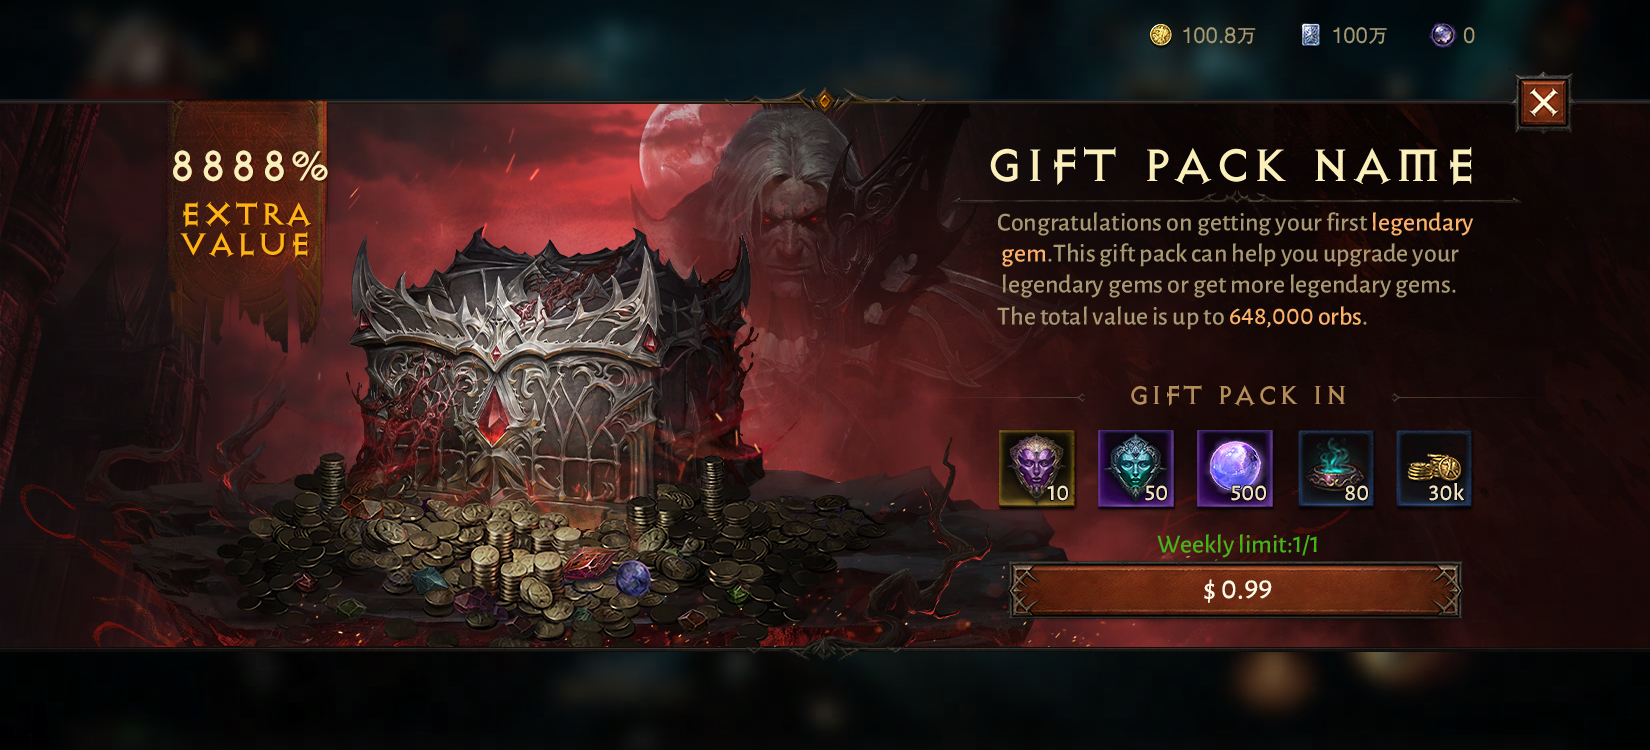 100.8万
100万
0
8888%
EXTRA
VALUE
GIFT PACK NAME
Congratulations on getting your first legendary
gem.This gift pack can help you upgrade your
legendary gems or get more legendary gems.
The total value is up to 648,000 orbs.
GIFT PACK IN
10
50
500
80
30k
Weekly limit:1/1
$ 0.99